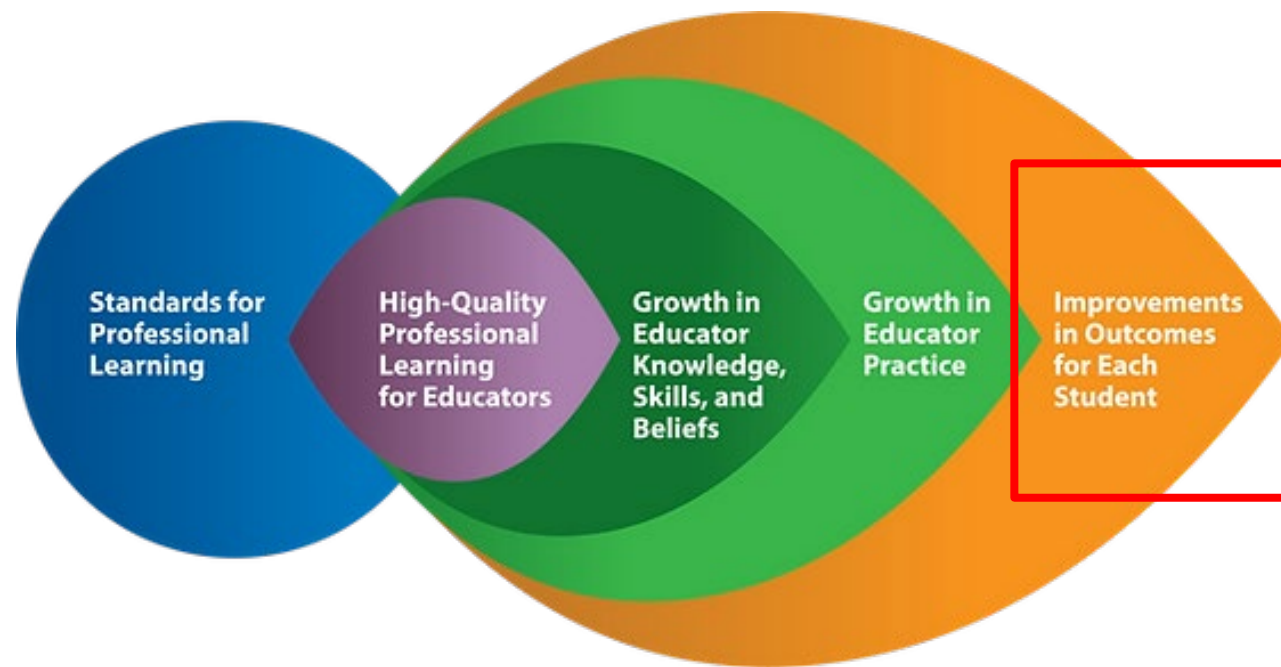 Standards for
Professional
Learning
High-Quality
Professional
Learning
for Educators
Growth in
Educator
Knowledge,
Skills, and
Beliefs
Growth in
Educator
Practice
Improvements
in Outcomes
for Each
Student